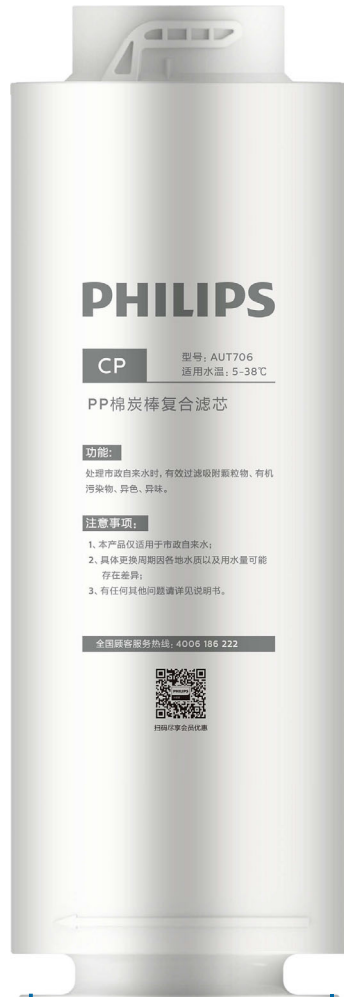 PHILIPS
CP
型号: AUT706
适用水温: 5-38℃
PP棉炭棒复合滤芯
功能:
处理市政自来水时, 有效过滤吸附颗粒物、有机
污染物、异色、异味。
注意事项:
1、本产品仅适用于市政自来水;
2、具体更换周期因各地水质以及用水量可能
存在差异;
3、有任何其他问题请详见说明书。
全国顾客服务热线: 4006 186 222
PHILIPS
扫码尽享会员优惠